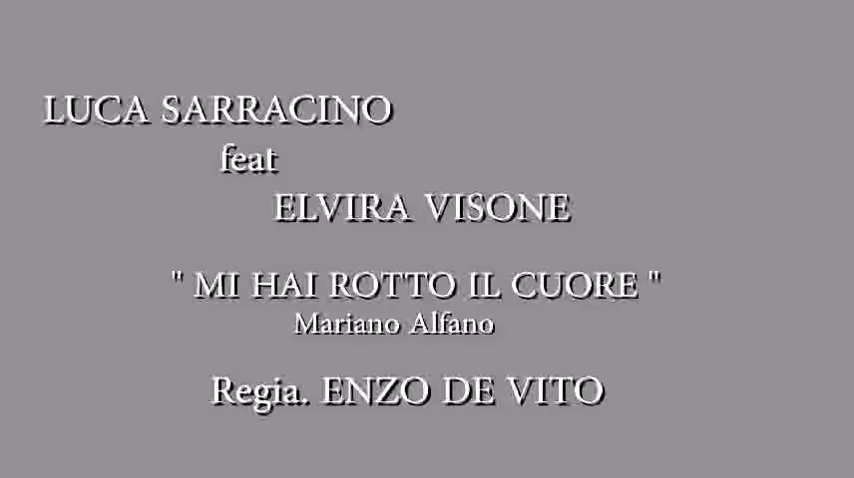 LUCA SARRACINO
feat
ELVIRA VISONE
" MI HAI ROTTO IL CUORE "
Mariano Alfano
Regia. ENZO DE VITO